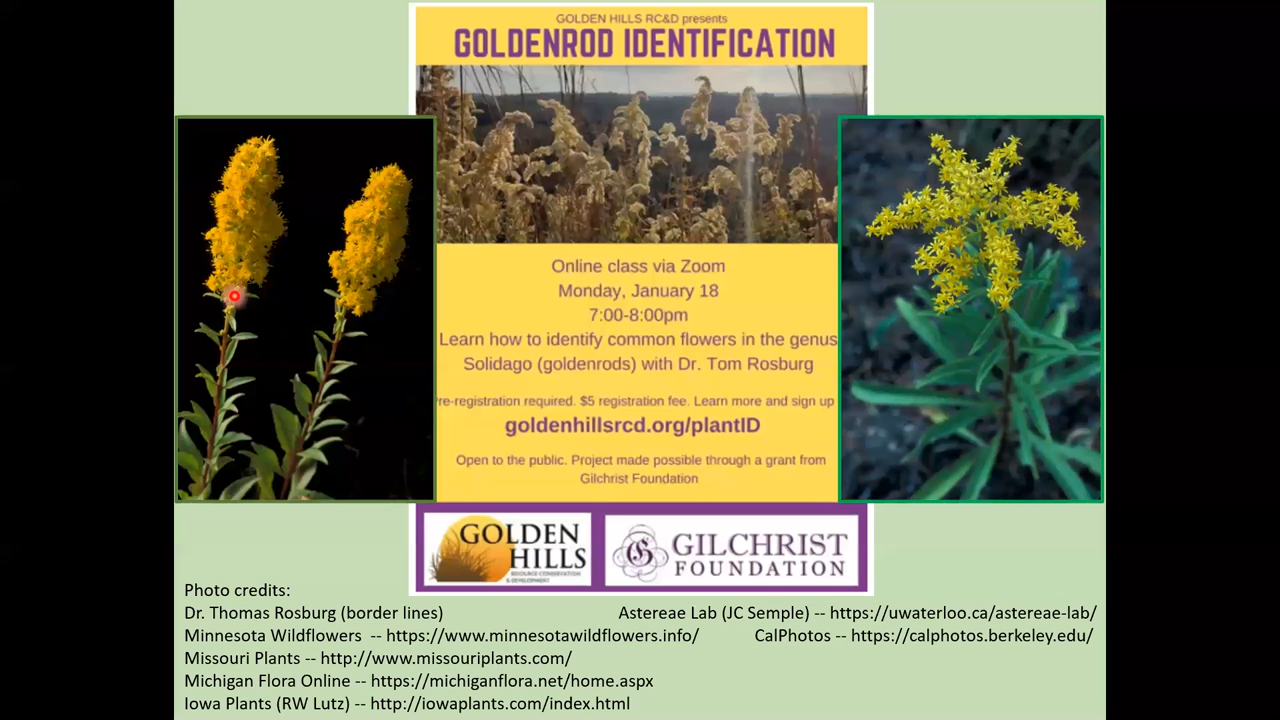 GOLDEN HILLS RC&D presents
GOLDENROD IDENTIFICATION
Online class via Zoom
Monday, January 18
7:00-8:00pm
Learn how to identify common flowers in the genus
Solidago (goldenrods) with Dr. Tom Rosburg
re-registration required. $5 registration fee. Learn more and sign up
goldenhillsrcd.org/plantID
Open to the public. Project made possible through a grant from
Gilchrist Foundation
GOLDEN
HILLS
RESOURCE CONSERVATION
& DEVELOPMENT
GILCHRIST
FOUNDATION
Photo credits:
Dr. Thomas Rosburg (border lines)
Astereae Lab (JC Semple) -- https://uwaterloo.ca/astereae-lab/
Minnesota Wildflowers -- https://www.minnesotawildflowers.info/
CalPhotos -- https://calphotos.berkeley.edu/
Missouri Plants -- http://www.missouriplants.com/
Michigan Flora Online -- https://michiganflora.net/home.aspx
Iowa Plants (RW Lutz) -- http://iowaplants.com/index.html